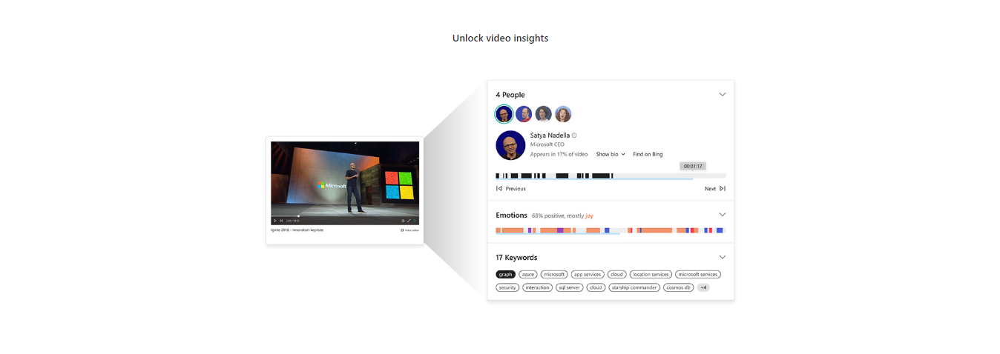 Unlock video insights
4 People
Satya Nadella
Microsoft CEO
Appears in 17% of video Show bio Find on Bing
00:01:17
Previous Next
Emotions 68% positive, mostly joy
17 Keywords
graph azure microsoft app services cloud location services microsoft services
security interaction sql server cloud starship commander cosmos db +4
Microsoft
Ignite 2018 - Innovation keynote Video editor